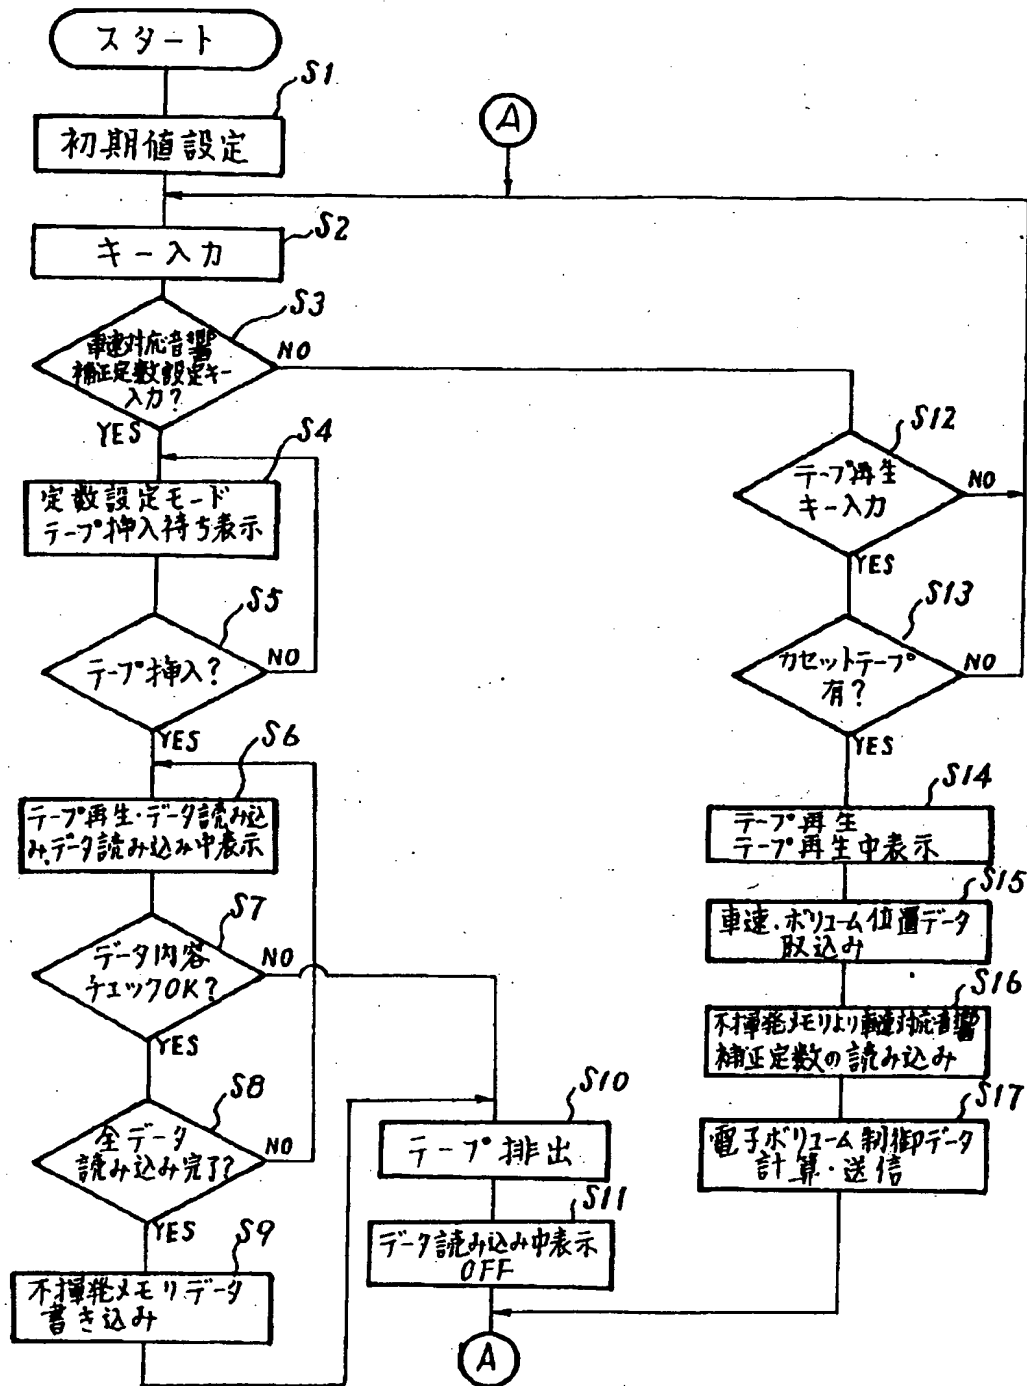 スタート
S1
初期値設定
A
S2
キー入力
S3
車速対応音響
補正定数設定キー
入力?
NO
YES
S4
定数設定モード
テープ挿入待ち表示
S5
テープ挿入?
NO
YES
S6
テープ再生・データ読み込
み,データ読み込み中表示
S7
データ内容
チェックOK?
NO
YES
S8
全データ
読み込み完了?
NO
YES
S9
不揮発メモリデータ
書き込み
S10
テープ排出
S11
データ読み込み中表示
OFF
A
S12
テープ再生
キー入力
NO
YES
S13
カセットテープ
有?
NO
YES
S14
テープ再生
テープ再生中表示
S15
車速・ボリューム位置データ
取込み
S16
不揮発メモリより車速対応音響
補正定数の読み込み
S17
電子ボリューム制御データ
計算・送信